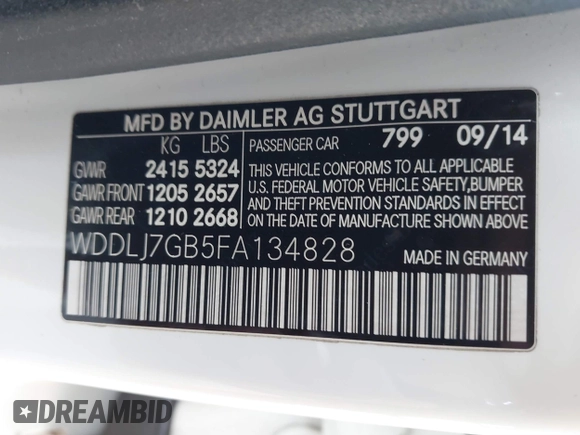 MFD BY DAIMLER AG STUTTGART
KG LBS PASSENGER CAR 799 09/14
GVWR 2415 5324
GAWR FRONT 1205 2657
GAWR REAR 1210 2668
THIS VEHICLE CONFORMS TO ALL APPLICABLE
U.S. FEDERAL MOTOR VEHICLE SAFETY,BUMPER
AND THEFT PREVENTION STANDARDS IN EFFECT
ON THE DATE OF MANUFACTURE SHOWN ABOVE.
WDDLJ7GB5FA134828 MADE IN GERMANY
DREAMBID